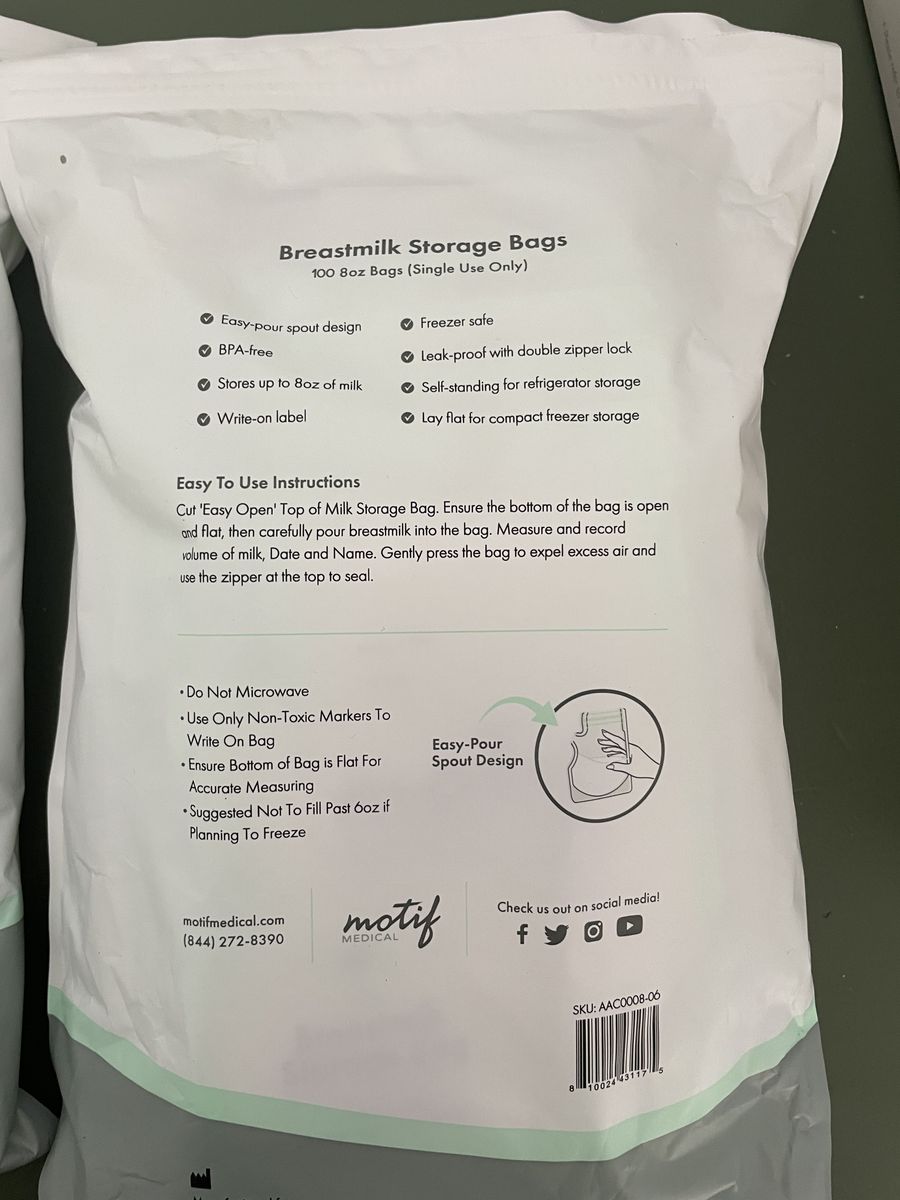 Breastmilk Storage Bags
100 8oz Bags (Single Use Only)
Easy-pour spout design
BPA-free
Stores up to 8oz of milk
Write-on label
Freezer safe
Leak-proof with double zipper lock
Self-standing for refrigerator storage
Lay flat for compact freezer storage
Easy To Use Instructions
Cut 'Easy Open' Top of Milk Storage Bag. Ensure the bottom of the bag is open
and flat, then carefully pour breastmilk into the bag. Measure and record
volume of milk, Date and Name. Gently press the bag to expel excess air and
use the zipper at the top to seal.
• Do Not Microwave
• Use Only Non-Toxic Markers To
Write On Bag
• Ensure Bottom of Bag is Flat For
Accurate Measuring
• Suggested Not To Fill Past 6oz if
Planning To Freeze
Easy-Pour
Spout Design
motifmedical.com
(844) 272-8390
motif
MEDICAL
Check us out on social media!
SKU: AAC0008-06
8 10024 43117 5